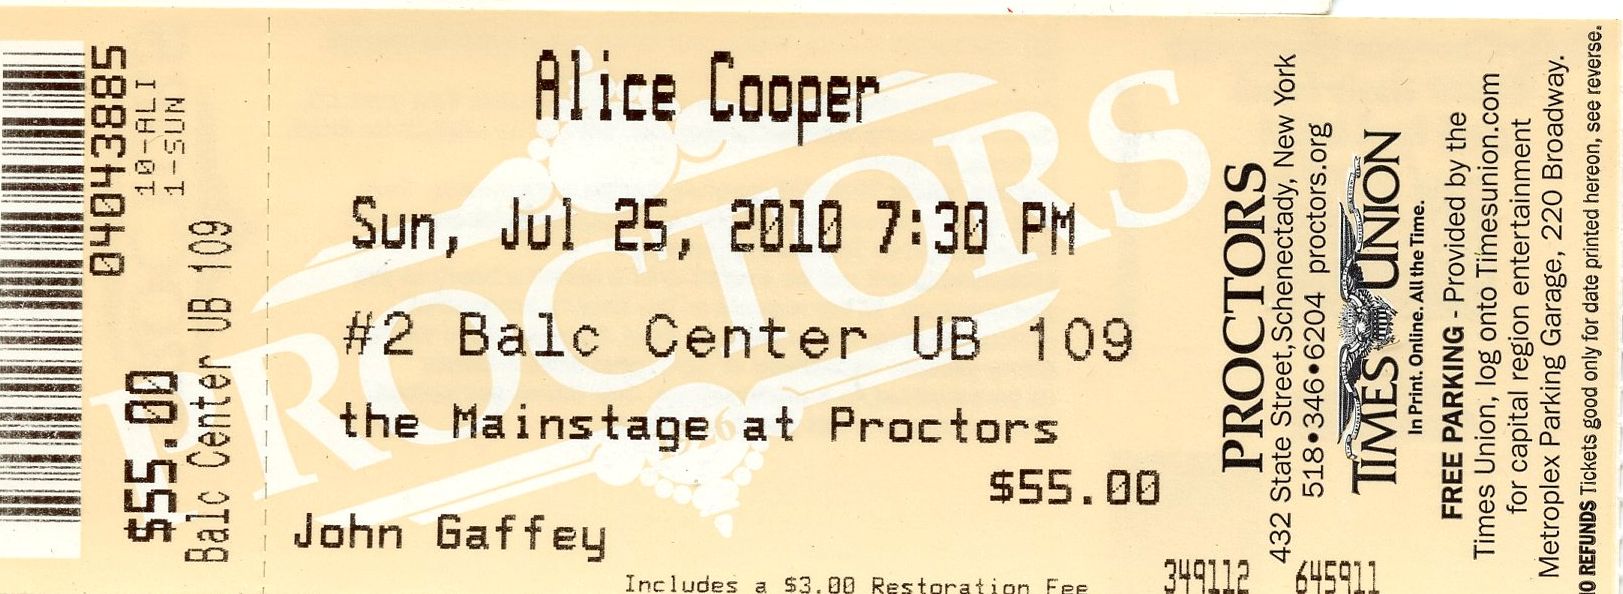 04043885
10-ALI
1-SUN
$55.00
Balc Center UB 109
Alice Cooper
Sun, Jul 25, 2010 7:30 PM
#2 Balc Center UB 109
the Mainstage at Proctors
$55.00
John Gaffey
Includes a $3.00 Restoration Fee
349112 645911
PROCTORS
PROCTORS
432 State Street,Schenectady, New York
518•346•6204 proctors.org
TIMES UNION
In Print. Online. All the Time.
FREE PARKING - Provided by the
Times Union, log onto Timesunion.com
for capital region entertainment
Metroplex Parking Garage, 220 Broadway.
NO REFUNDS Tickets good only for date printed hereon, see reverse.